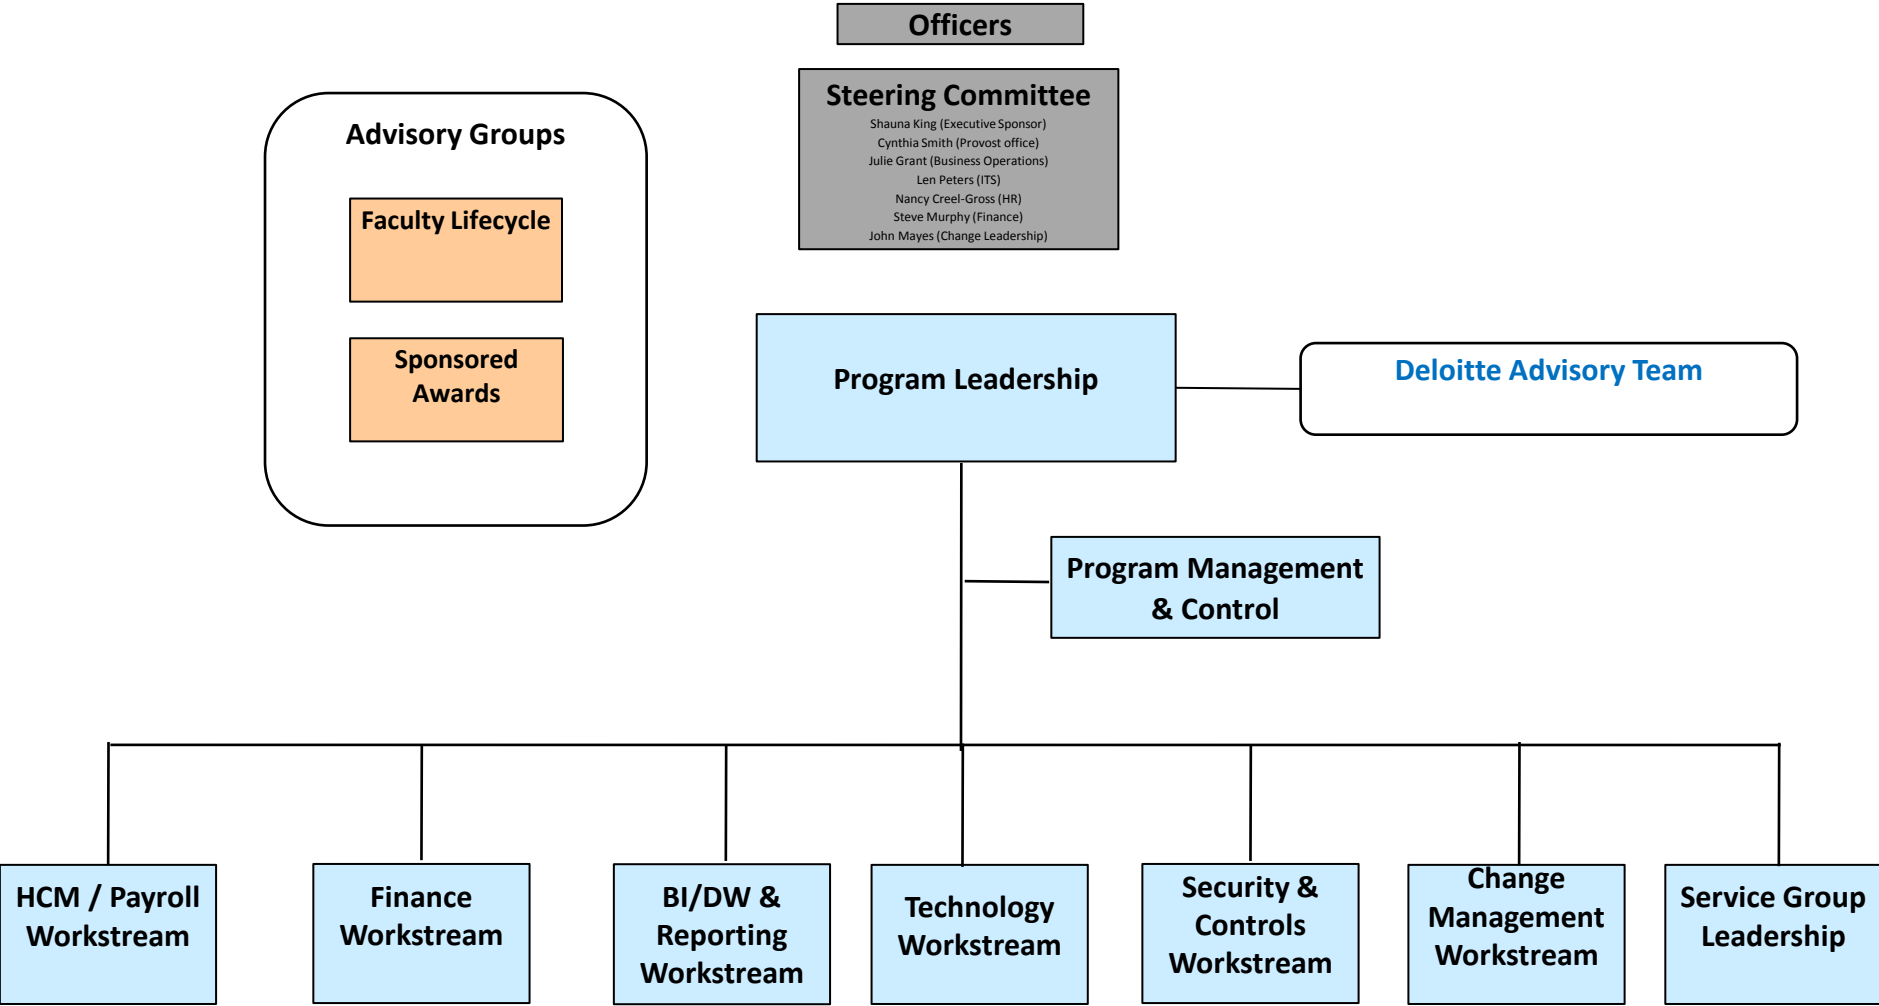 Officers
Steering Committee
Shauna King (Executive Sponsor)
Cynthia Smith (Provost office)
Julie Grant (Business Operations)
Len Peters (ITS)
Nancy Creel-Gross (HR)
Steve Murphy (Finance)
John Mayes (Change Leadership)
Advisory Groups
Faculty Lifecycle
Sponsored
Awards
Program Leadership
Deloitte Advisory Team
Program Management
& Control
HCM / Payroll
Workstream
Finance
Workstream
BI/DW &
Reporting
Workstream
Technology
Workstream
Security &
Controls
Workstream
Change
Management
Workstream
Service Group
Leadership